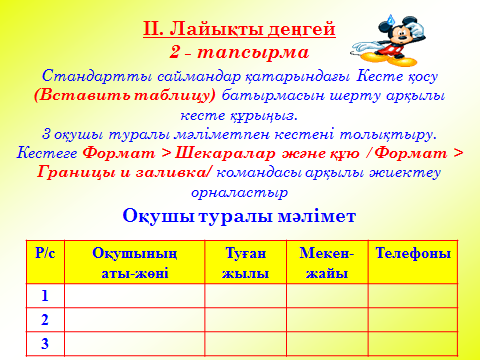 II. Лайықты деңгей
2 - тапсырма
Стандартты саймандар қатарындағы Кесте қосу
(Вставить таблицу) батырмасын шерту арқылы
кесте құрыңыз.
3 оқушы туралы мәліметпен кестені толықтыру.
Кестеге Формат > Шекаралар және құю /Формат >
Границы и заливка/ командасы арқылы жиектеу
орналастыр
Оқушы туралы мәлімет
Р/с Оқушының Туған Мекен- Телефоны
аты-жөні жылы жайы
1
2
3